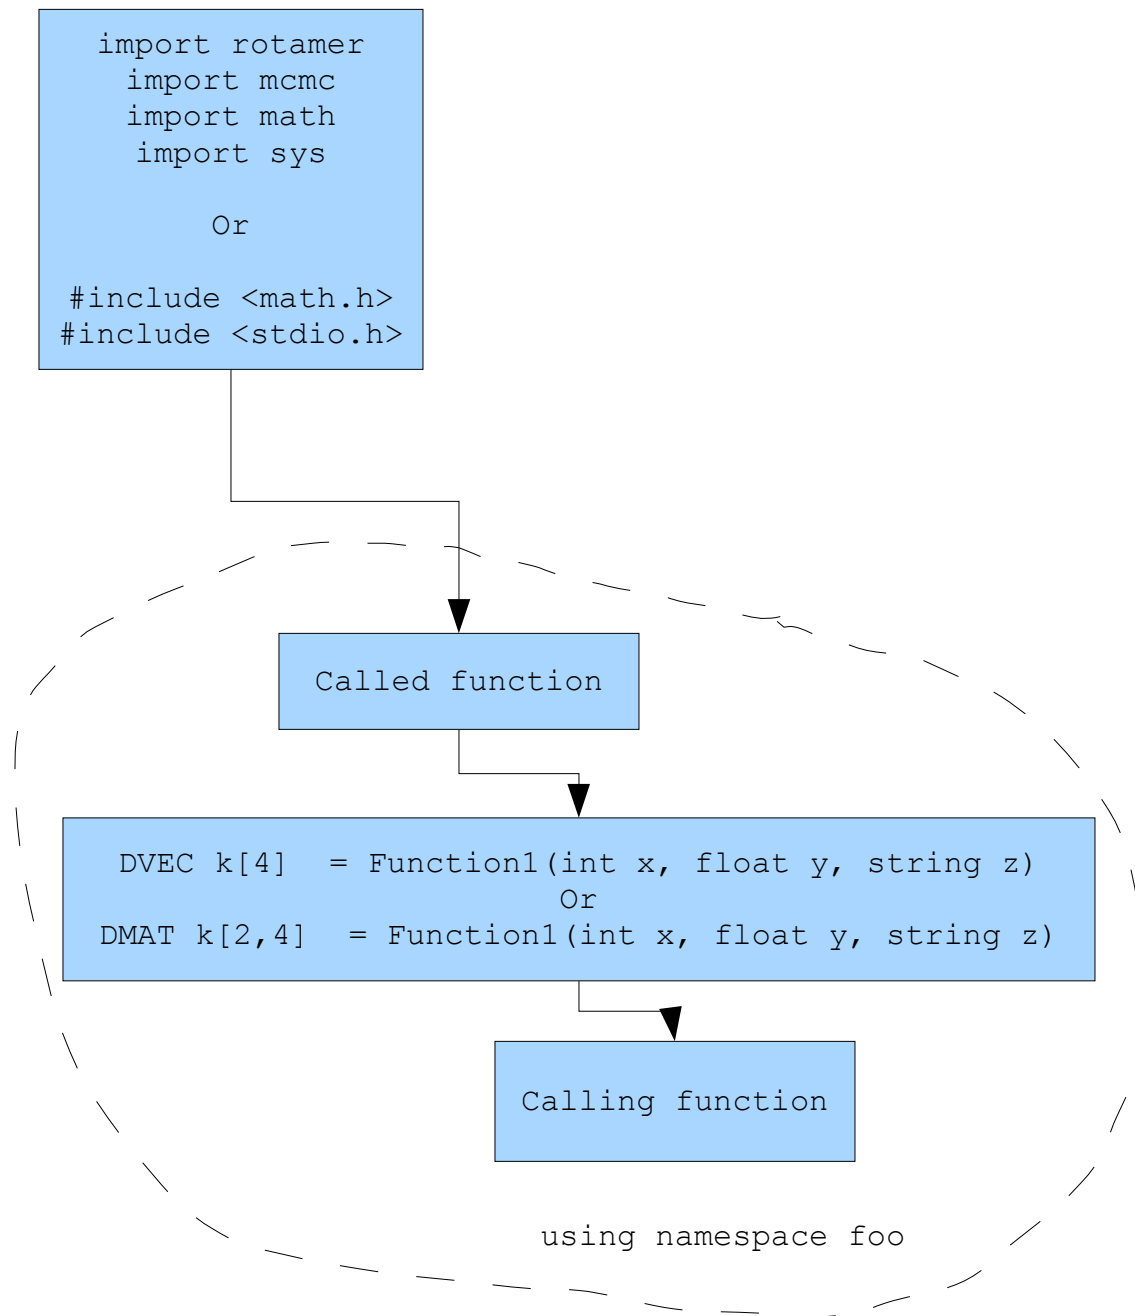 import rotamer
import mcmc
import math
import sys
Or
#include <math.h>
#include <stdio.h>
Called function
DVEC k[4]  = Function1(int x, float y, string z)
Or
DMAT k[2,4]  = Function1(int x, float y, string z)
Calling function
using namespace foo